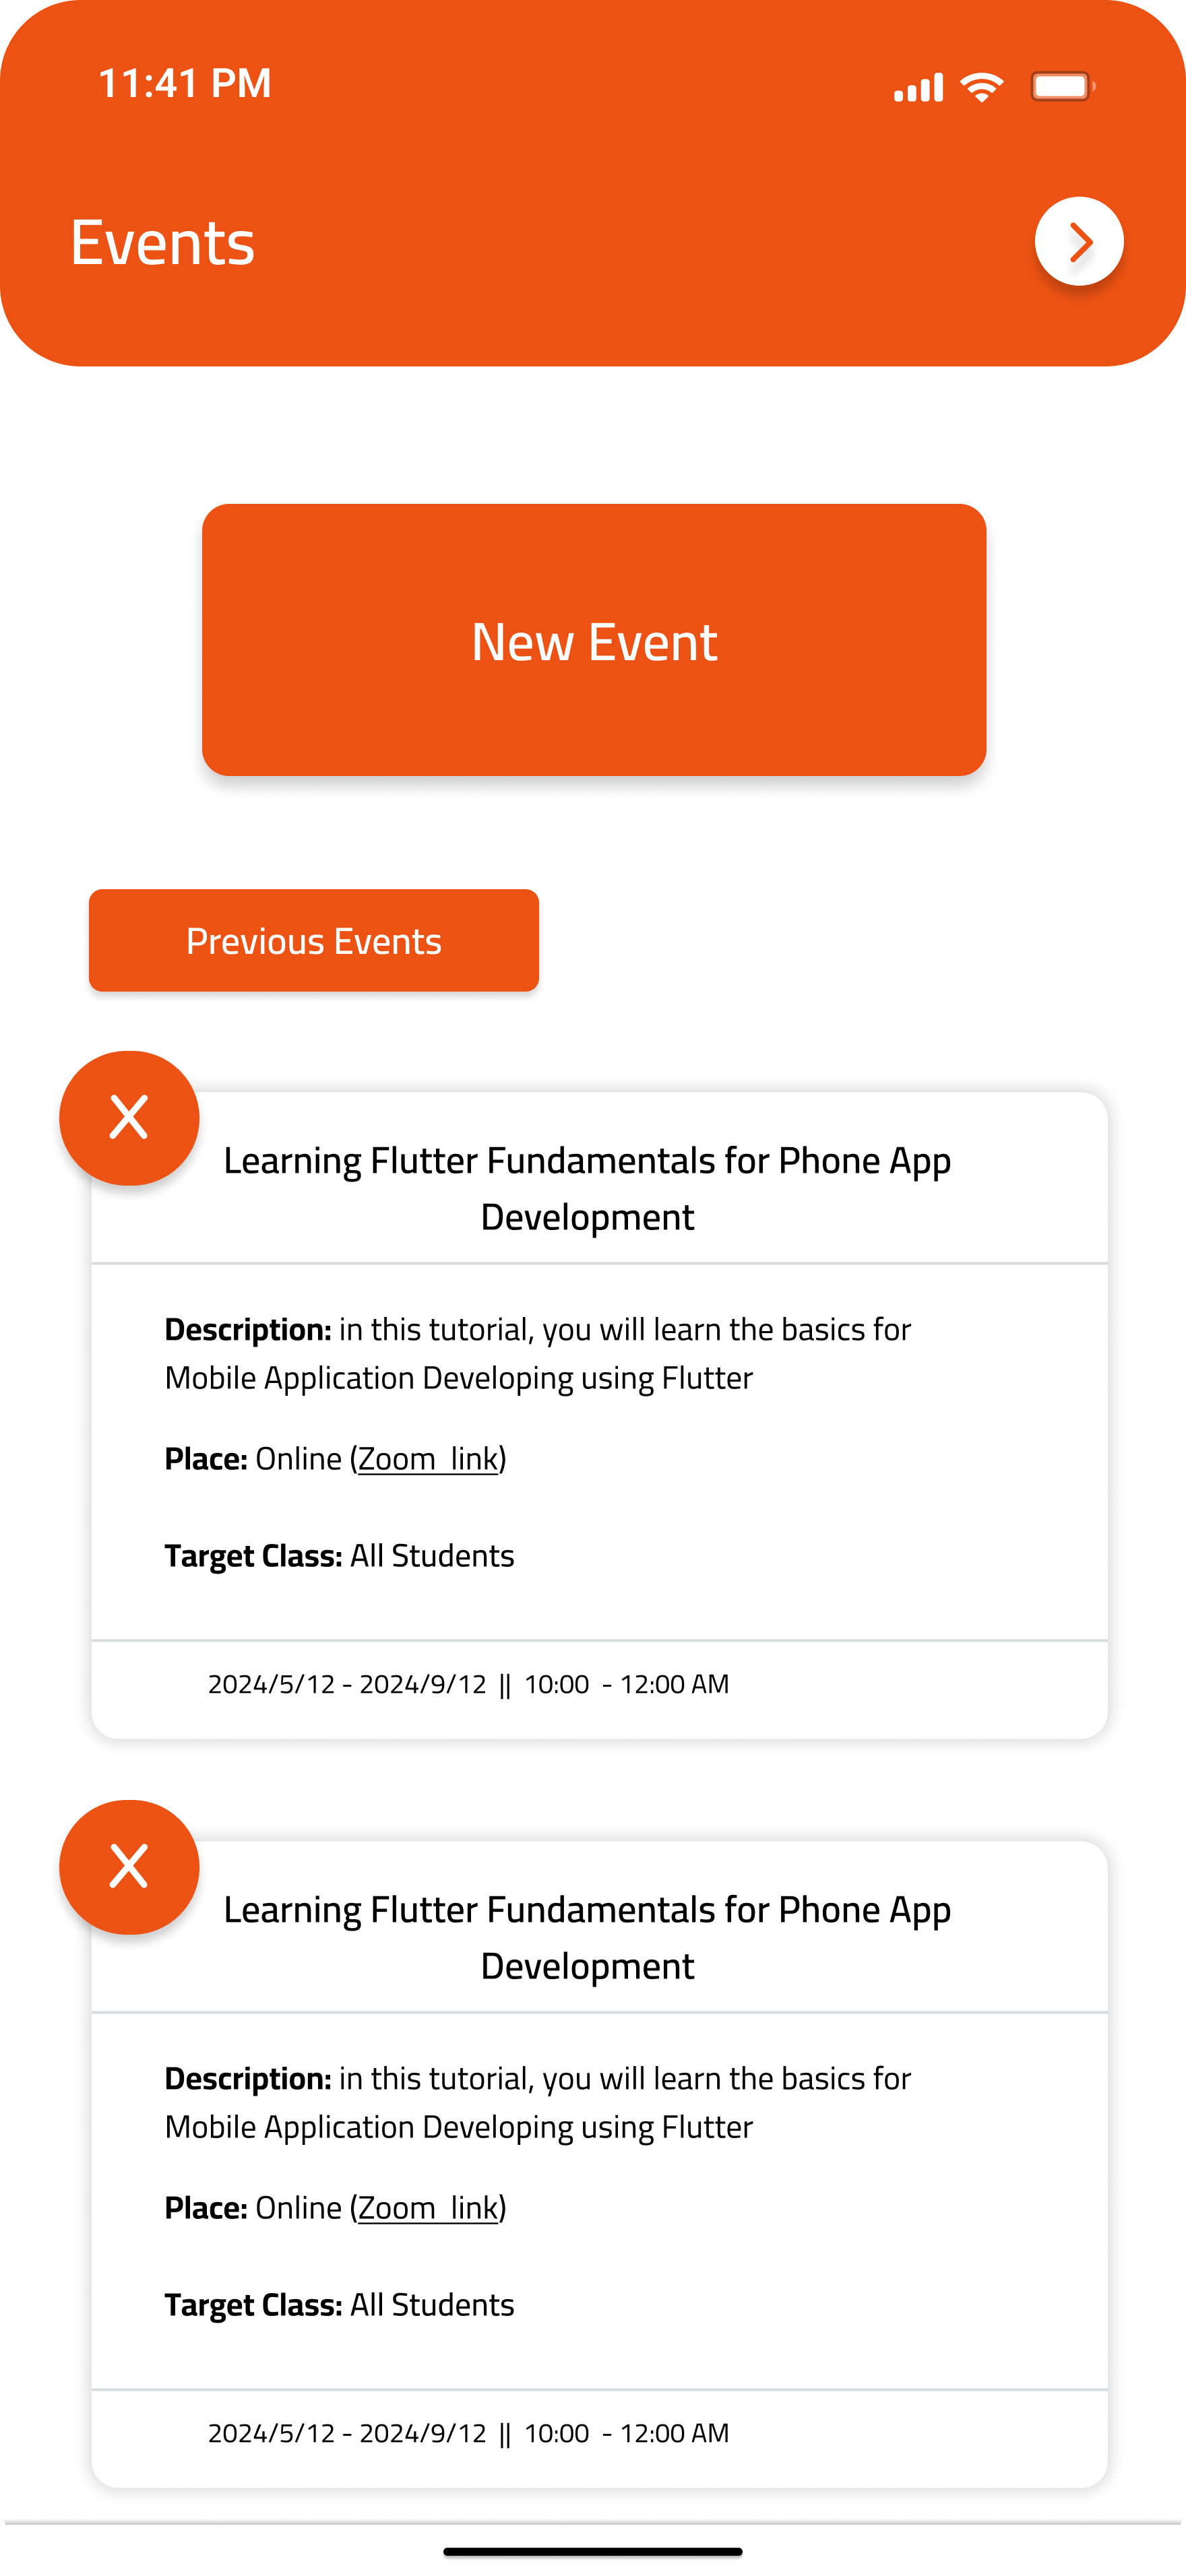 11:41 PM
Events
New Event
Previous Events
Learning Flutter Fundamentals for Phone App
Development
Description: in this tutorial, you will learn the basics for
Mobile Application Developing using Flutter
Place: Online (Zoom link)
Target Class: All Students
2024/5/12 - 2024/9/12 || 10:00 - 12:00 AM
Learning Flutter Fundamentals for Phone App
Development
Description: in this tutorial, you will learn the basics for
Mobile Application Developing using Flutter
Place: Online (Zoom link)
Target Class: All Students
2024/5/12 - 2024/9/12 || 10:00 - 12:00 AM